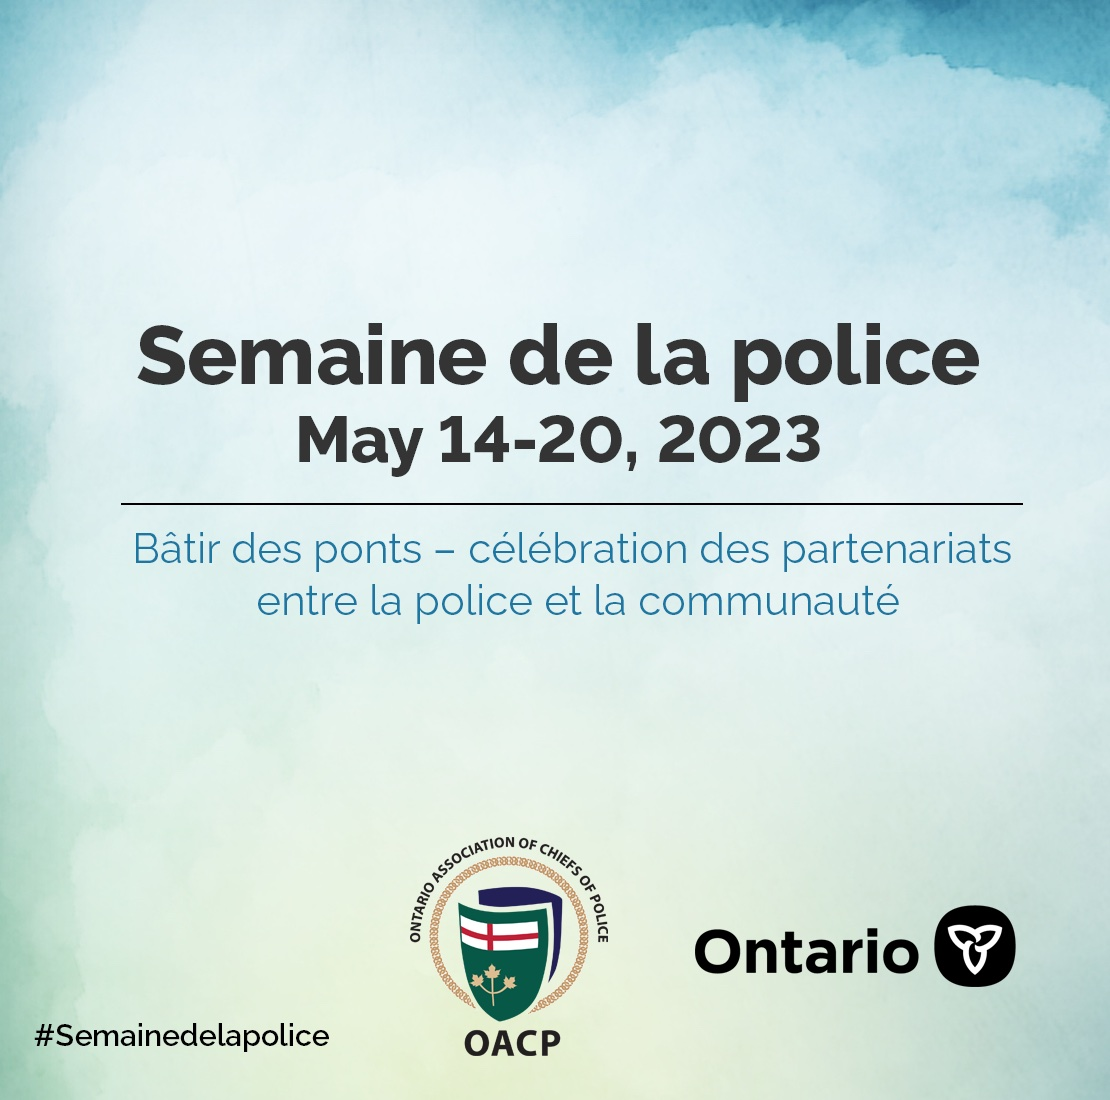 Semaine de la police
May 14-20, 2023
Bâtir des ponts – célébration des partenariats
entre la police et la communauté
ONTARIO ASSOCIATION OF CHIEFS OF POLICE
OACP
Ontario
#Semainedelapolice